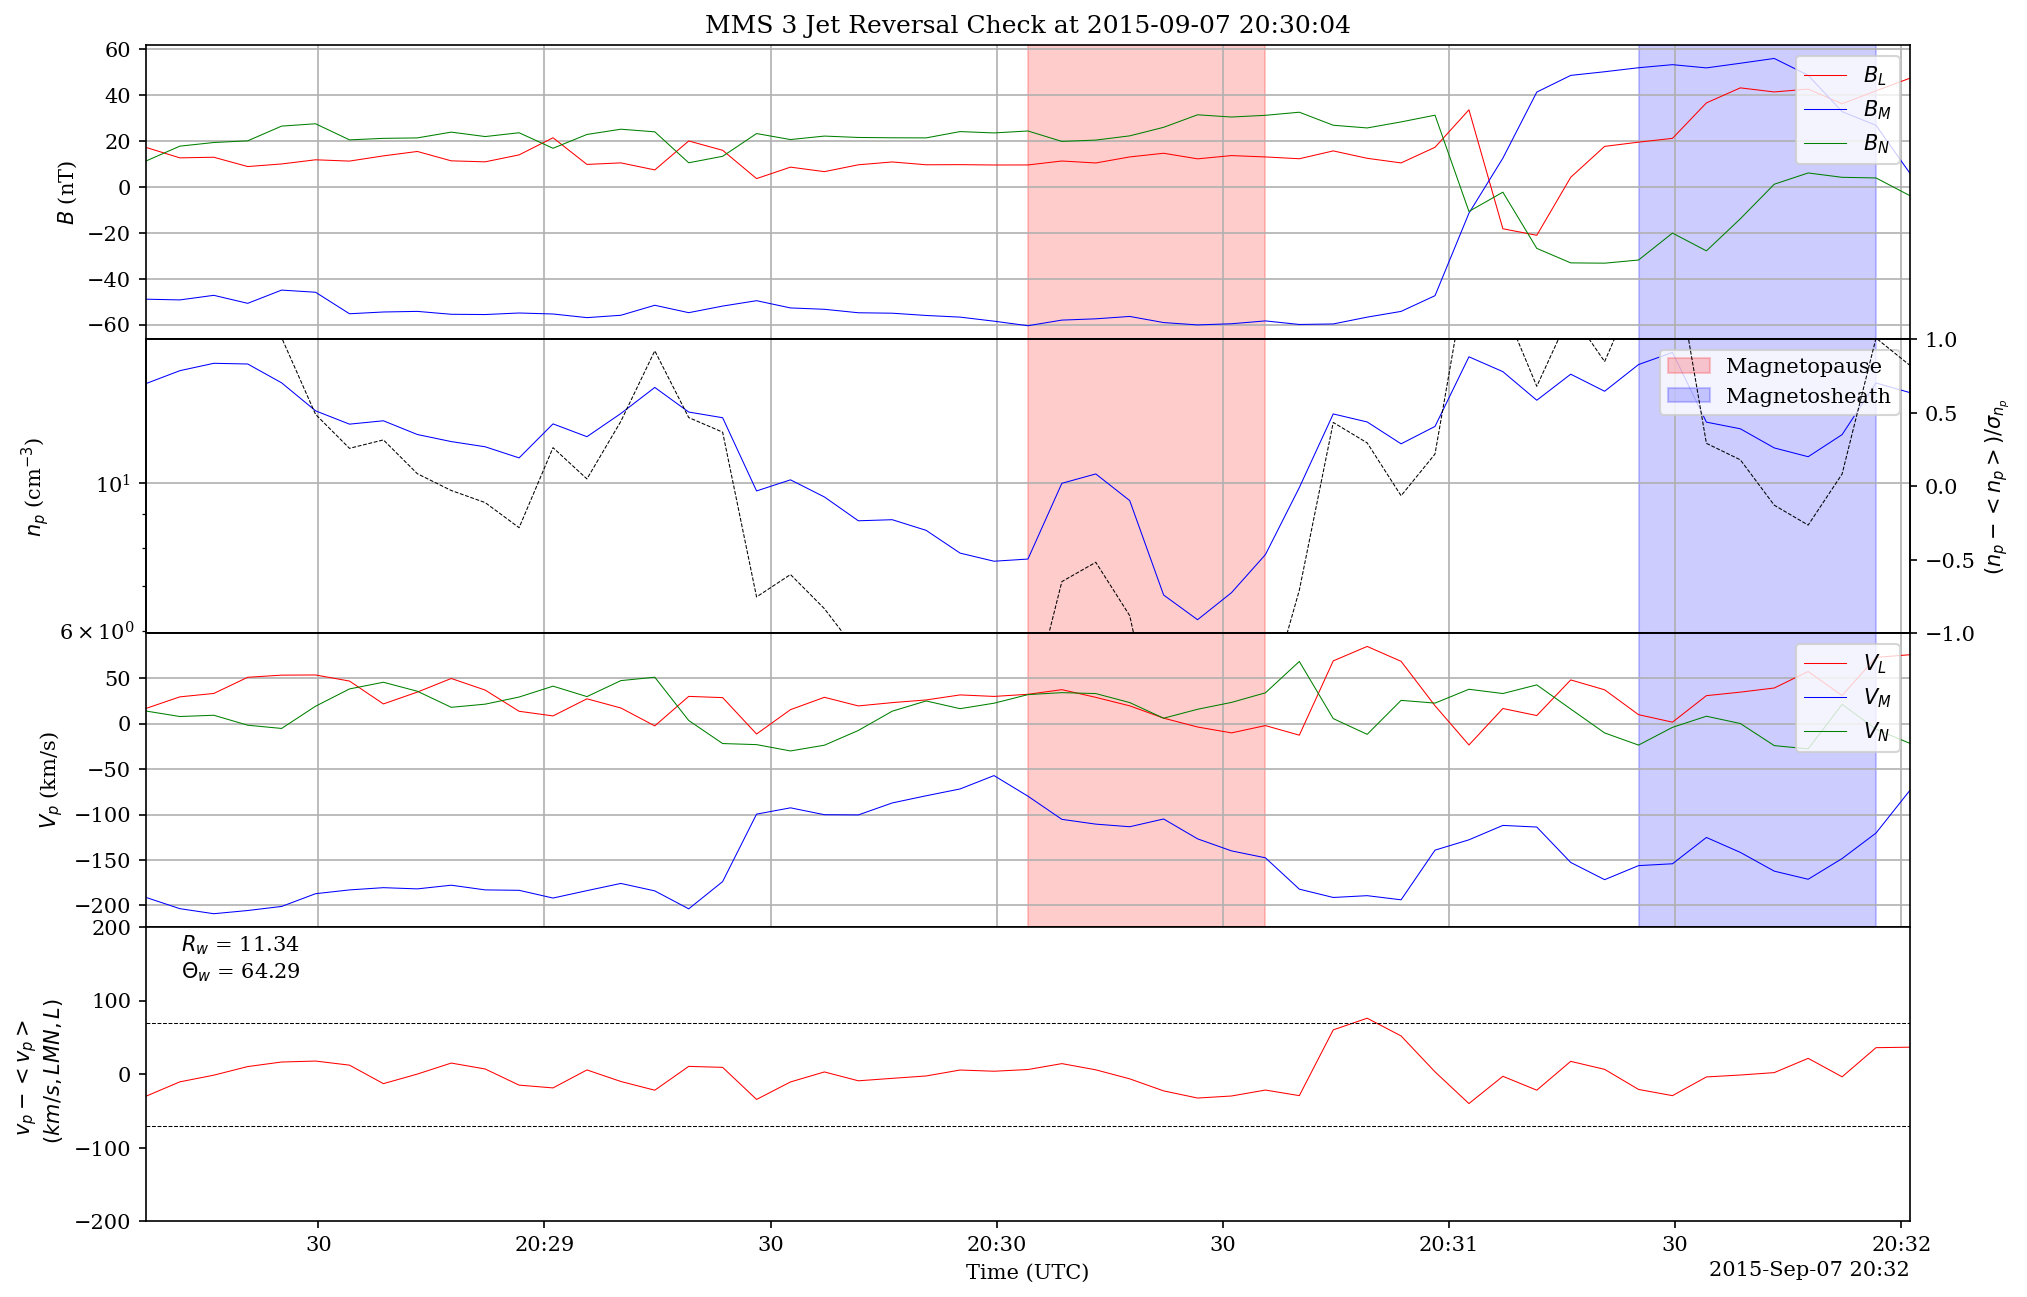 MMS 3 Jet Reversal Check at 2015-09-07 20:30:04
60
40
20
0
−20
−40
−60
B (nT)
B_L
B_M
B_N
10^1
6 × 10^0
n_p (cm^−3)
1.0
0.5
0.0
−0.5
−1.0
(n_p − < n_p >)/σ_{n_p}
Magnetopause
Magnetosheath
50
0
−50
−100
−150
−200
V_p (km/s)
V_L
V_M
V_N
200
100
0
−100
−200
v_p − < v_p >
(km/s, LMN, L)
R_w = 11.34
Θ_w = 64.29
30
20:29
30
20:30
30
20:31
30
20:32
Time (UTC)
2015-Sep-07 20:32